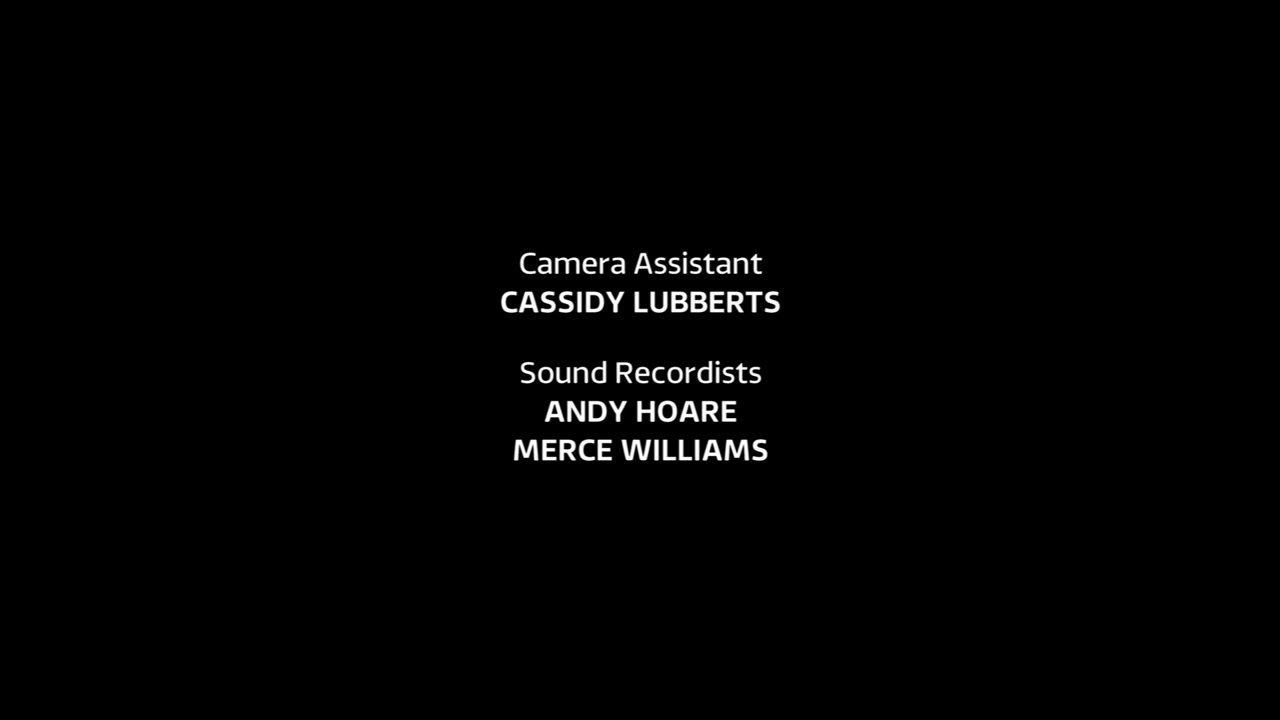 Camera Assistant
CASSIDY LUBBERTS
Sound Recordists
ANDY HOARE
MERCE WILLIAMS